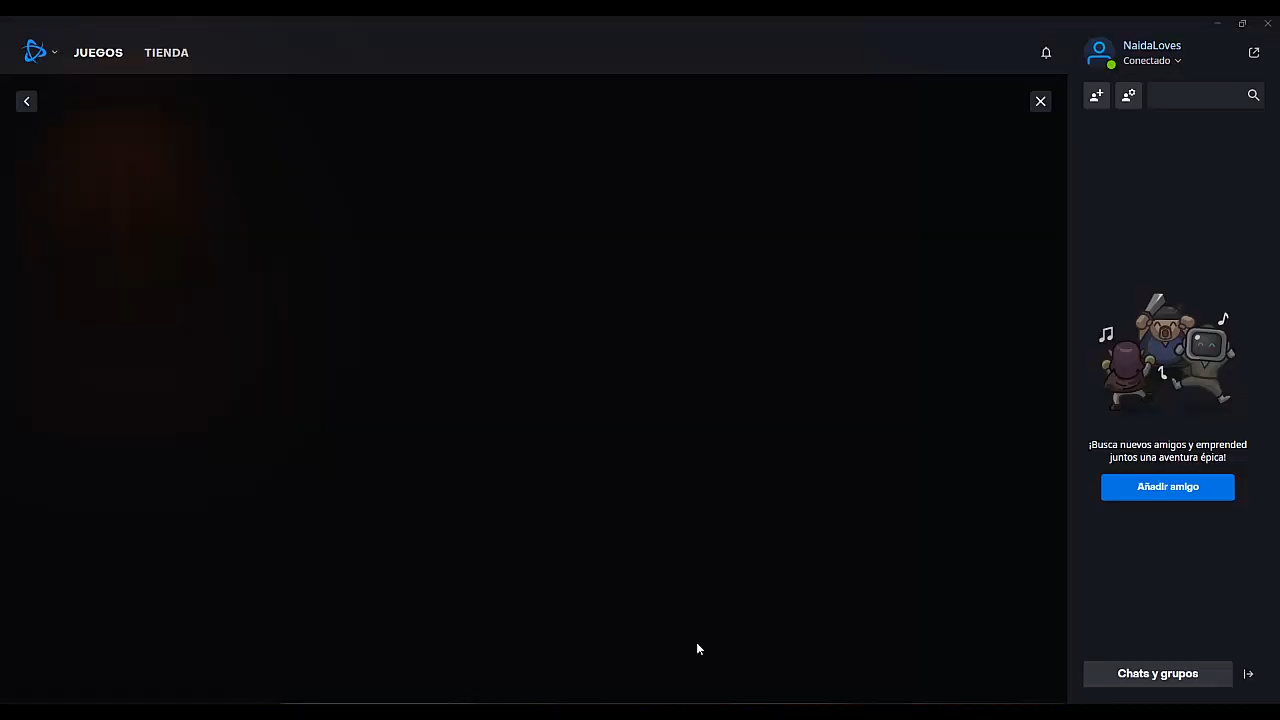 JUEGOS
TIENDA
NaidaLoves
Conectado
¡Busca nuevos amigos y emprended
juntos una aventura épica!
Añadir amigo
Chats y grupos